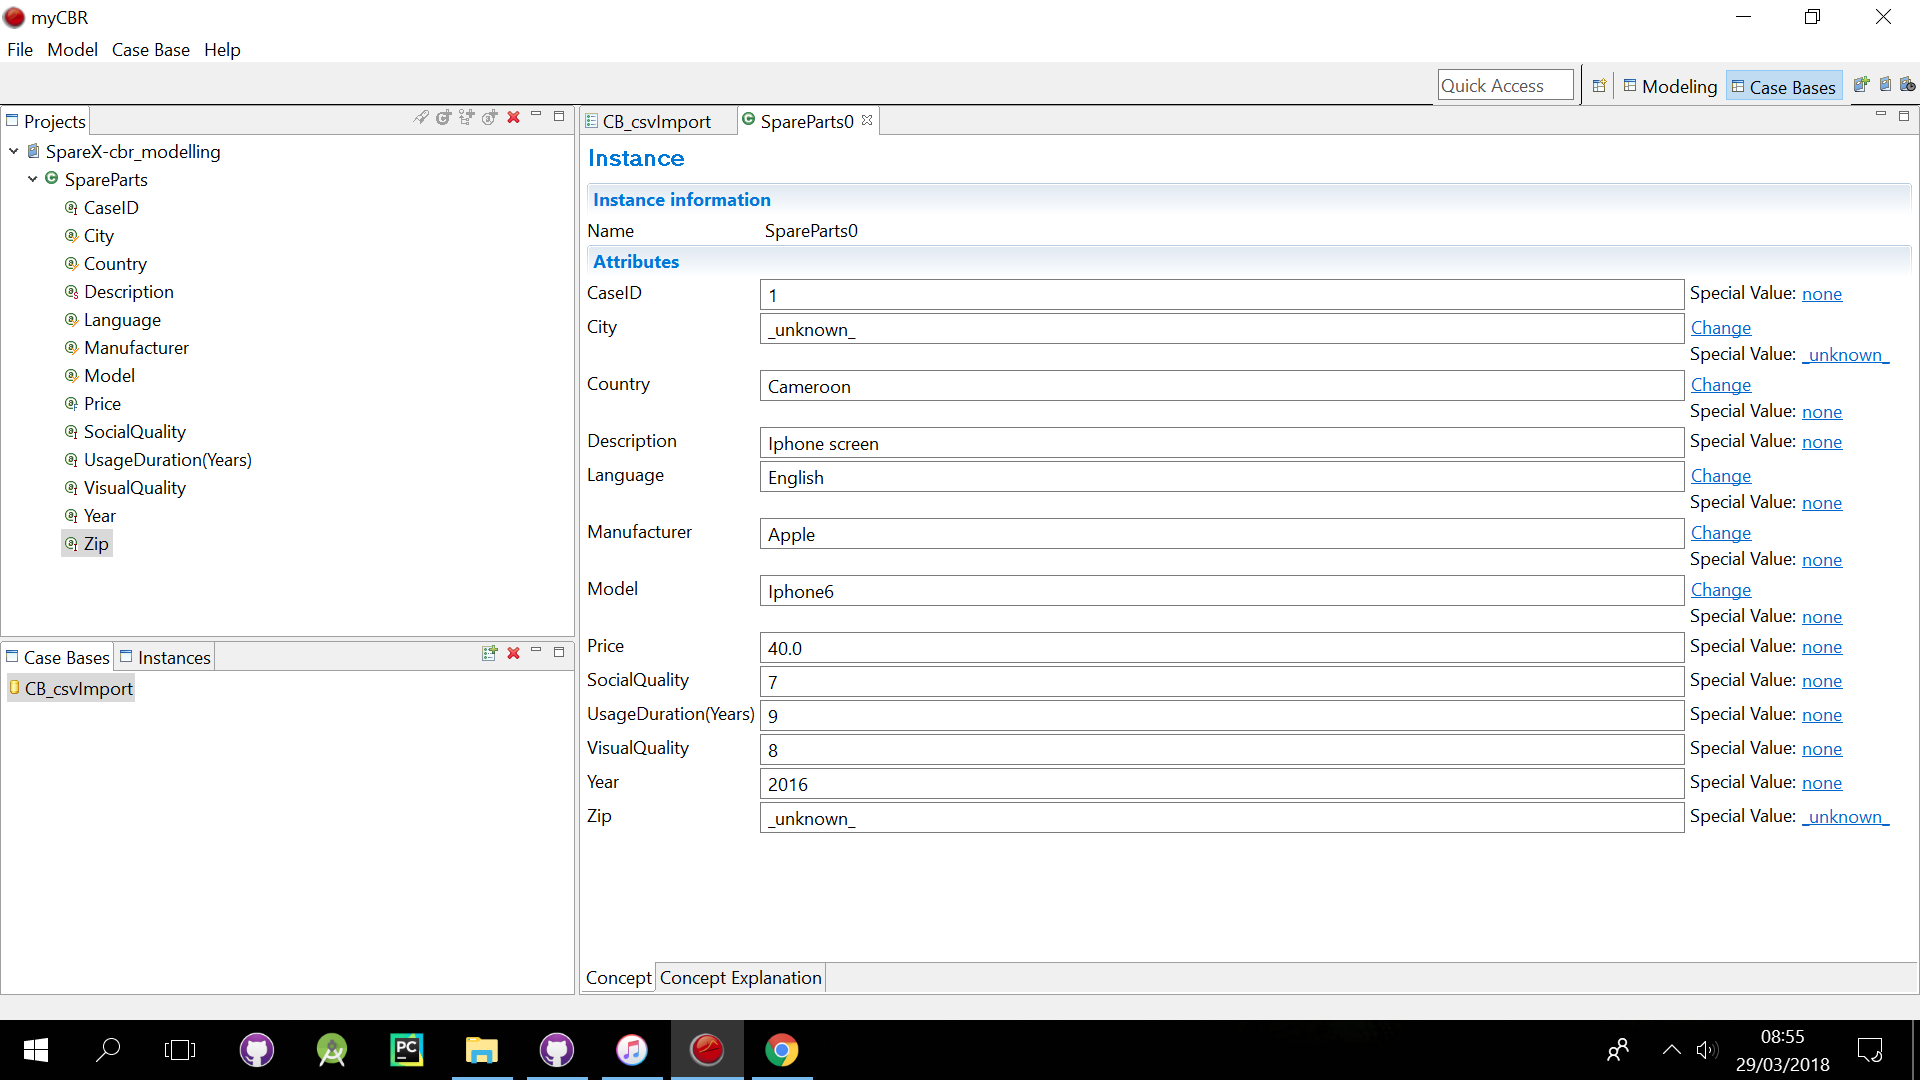 myCBR
File Model Case Base Help
Quick Access Modeling Case Bases
Projects
SpareX-cbr_modelling
SpareParts
CaseID
City
Country
Description
Language
Manufacturer
Model
Price
SocialQuality
UsageDuration(Years)
VisualQuality
Year
Zip
Case Bases Instances
CB_csvImport
CB_csvImport SpareParts0
Instance
Instance information
Name SpareParts0
Attributes
CaseID 1 Special Value: none
City _unknown_ Change
Special Value: _unknown_
Country Cameroon Change
Special Value: none
Description Iphone screen Special Value: none
Language English Change
Special Value: none
Manufacturer Apple Change
Special Value: none
Model Iphone6 Change
Special Value: none
Price 40.0 Special Value: none
SocialQuality 7 Special Value: none
UsageDuration(Years) 9 Special Value: none
VisualQuality 8 Special Value: none
Year 2016 Special Value: none
Zip _unknown_ Special Value: _unknown_
Concept Concept Explanation
PC
08:55
29/03/2018